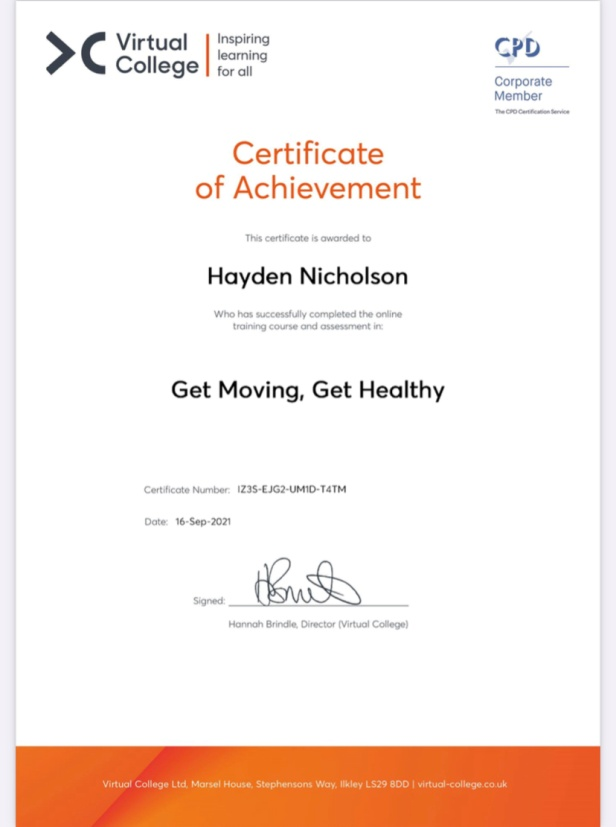 Virtual College
Inspiring learning for all
CPD
Corporate Member
The CPD Certification Service
Certificate
of Achievement
This certificate is awarded to
Hayden Nicholson
Who has successfully completed the online
training course and assessment in:
Get Moving, Get Healthy
Certificate Number: IZ3S-EJG2-UM1D-T4TM
Date: 16-Sep-2021
Signed:
Hannah Brindle, Director (Virtual College)
Virtual College Ltd, Marsel House, Stephensons Way, Ilkley LS29 8DD | virtual-college.co.uk